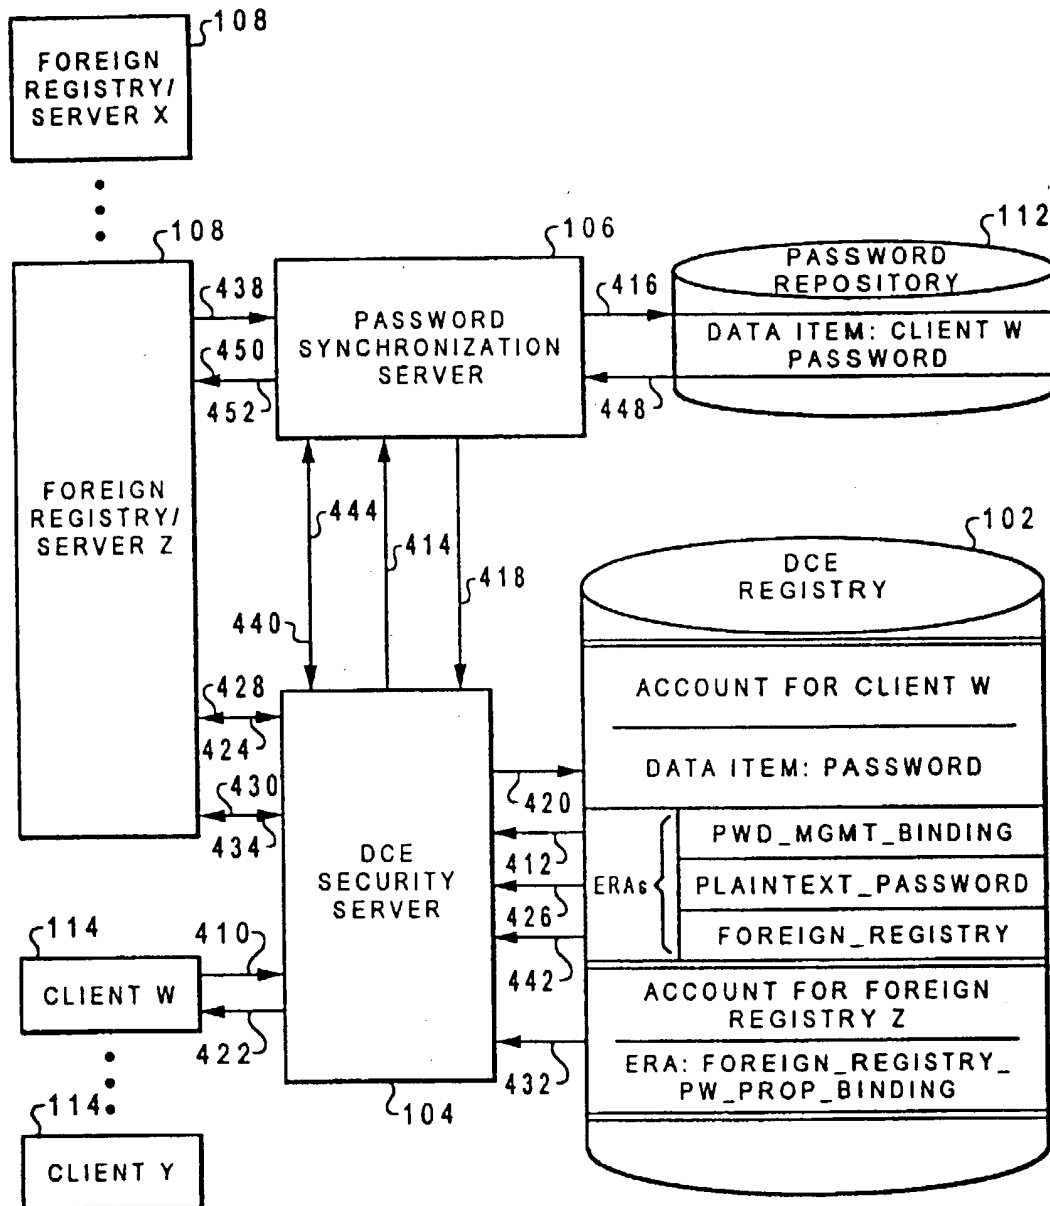 108
FOREIGN
REGISTRY/
SERVER X
108
FOREIGN
REGISTRY/
SERVER Z
106
PASSWORD
SYNCHRONIZATION
SERVER
112
PASSWORD
REPOSITORY
DATA ITEM: CLIENT W
PASSWORD
438
450
452
416
448
444
414
418
440
428
424
430
434
102
DCE
REGISTRY
ACCOUNT FOR CLIENT W
DATA ITEM: PASSWORD
ERAs
PWD_MGMT_BINDING
PLAINTEXT_PASSWORD
FOREIGN_REGISTRY
ACCOUNT FOR FOREIGN
REGISTRY Z
ERA: FOREIGN_REGISTRY_
PW_PROP_BINDING
420
412
426
442
432
DCE
SECURITY
SERVER
104
114
CLIENT W
410
422
114
CLIENT Y